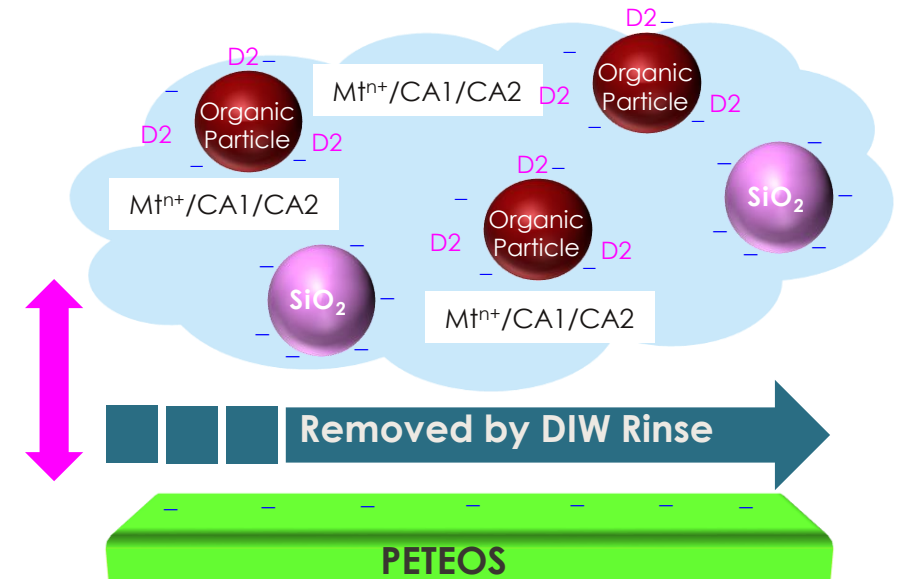 D2
D2
Organic
Particle
D2
D2
Mtⁿ⁺/CA1/CA2
D2
Organic
Particle
D2
Mtⁿ⁺/CA1/CA2
D2
Organic
Particle
D2
D2
SiO₂
SiO₂
Mtⁿ⁺/CA1/CA2
Removed by DIW Rinse
PETEOS